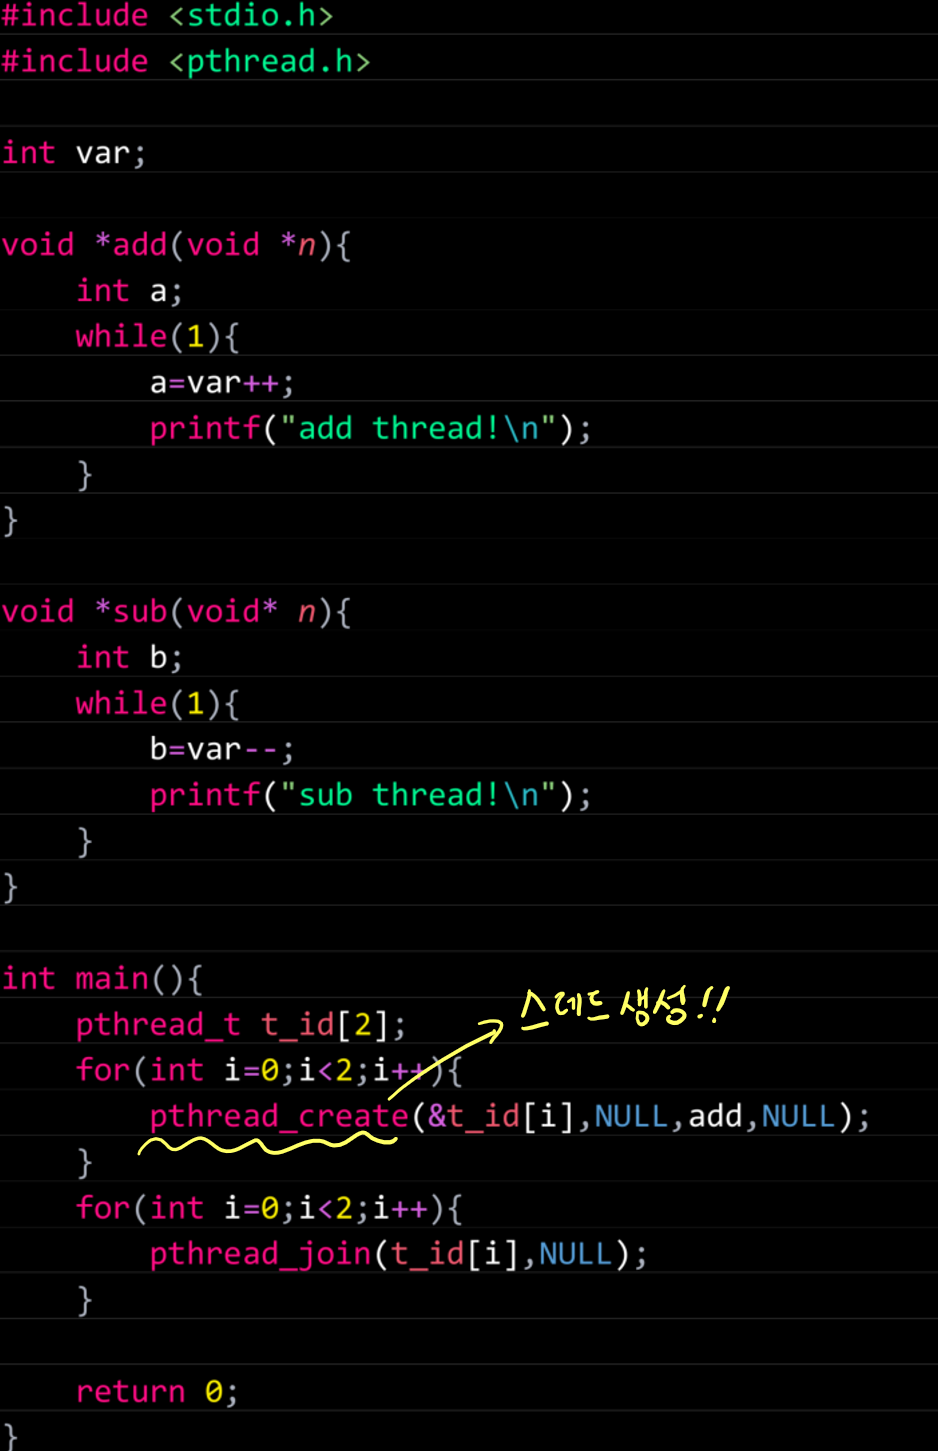 #include <stdio.h>
#include <pthread.h>
int var;
void *add(void *n){
    int a;
    while(1){
        a=var++;
        printf("add thread!\n");
    }
}
void *sub(void* n){
    int b;
    while(1){
        b=var--;
        printf("sub thread!\n");
    }
}
int main(){
스레드 생성!!
    pthread_t t_id[2];
    for(int i=0;i<2;i++){
        pthread_create(&t_id[i],NULL,add,NULL);
    }
    for(int i=0;i<2;i++){
        pthread_join(t_id[i],NULL);
    }
    return 0;
}